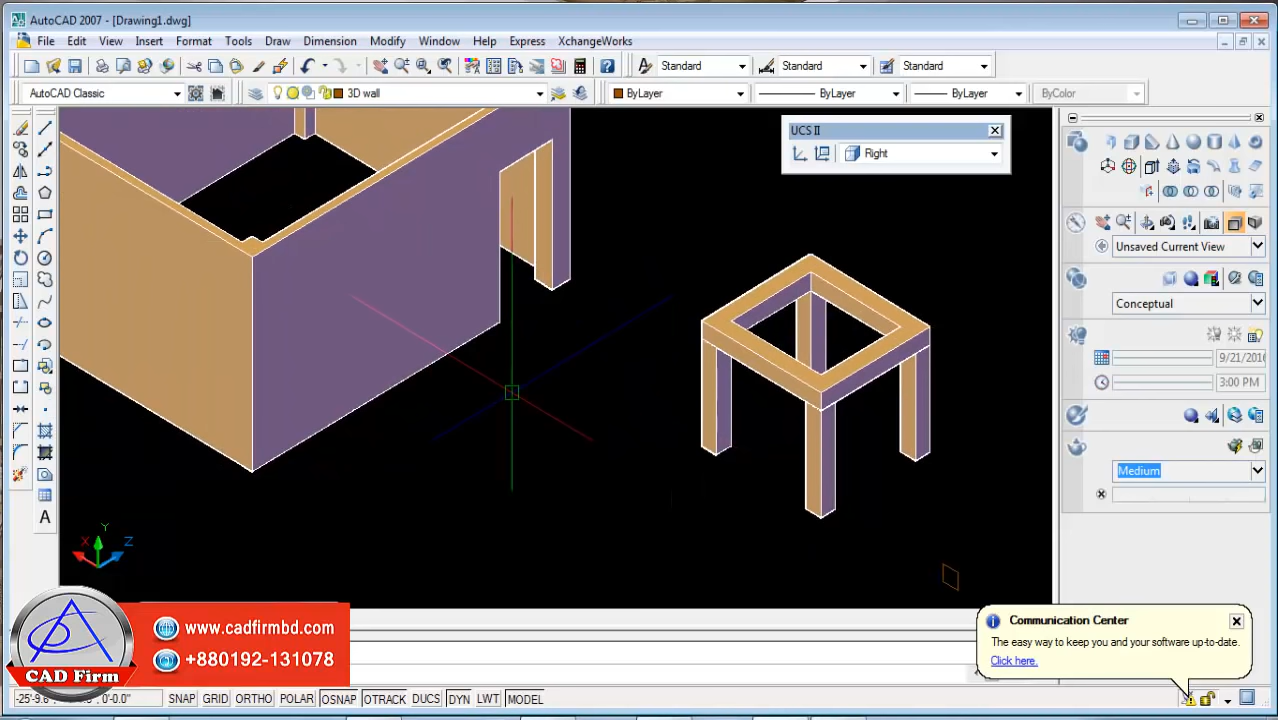 AutoCAD 2007 - [Drawing1.dwg]
File Edit View Insert Format Tools Draw Dimension Modify Window Help Express XchangeWorks
Standard Standard Standard
AutoCAD Classic 3D wall ByLayer ByLayer ByLayer ByColor
UCS II
Right
Unsaved Current View
Conceptual
9/21/2016
3:00 PM
Medium
Y
X Z
A
www.cadfirmbd.com
+880192-131078
CAD Firm
Communication Center
The easy way to keep you and your software up-to-date.
Click here.
SNAP GRID ORTHO POLAR OSNAP OTRACK DUCS DYN LWT MODEL